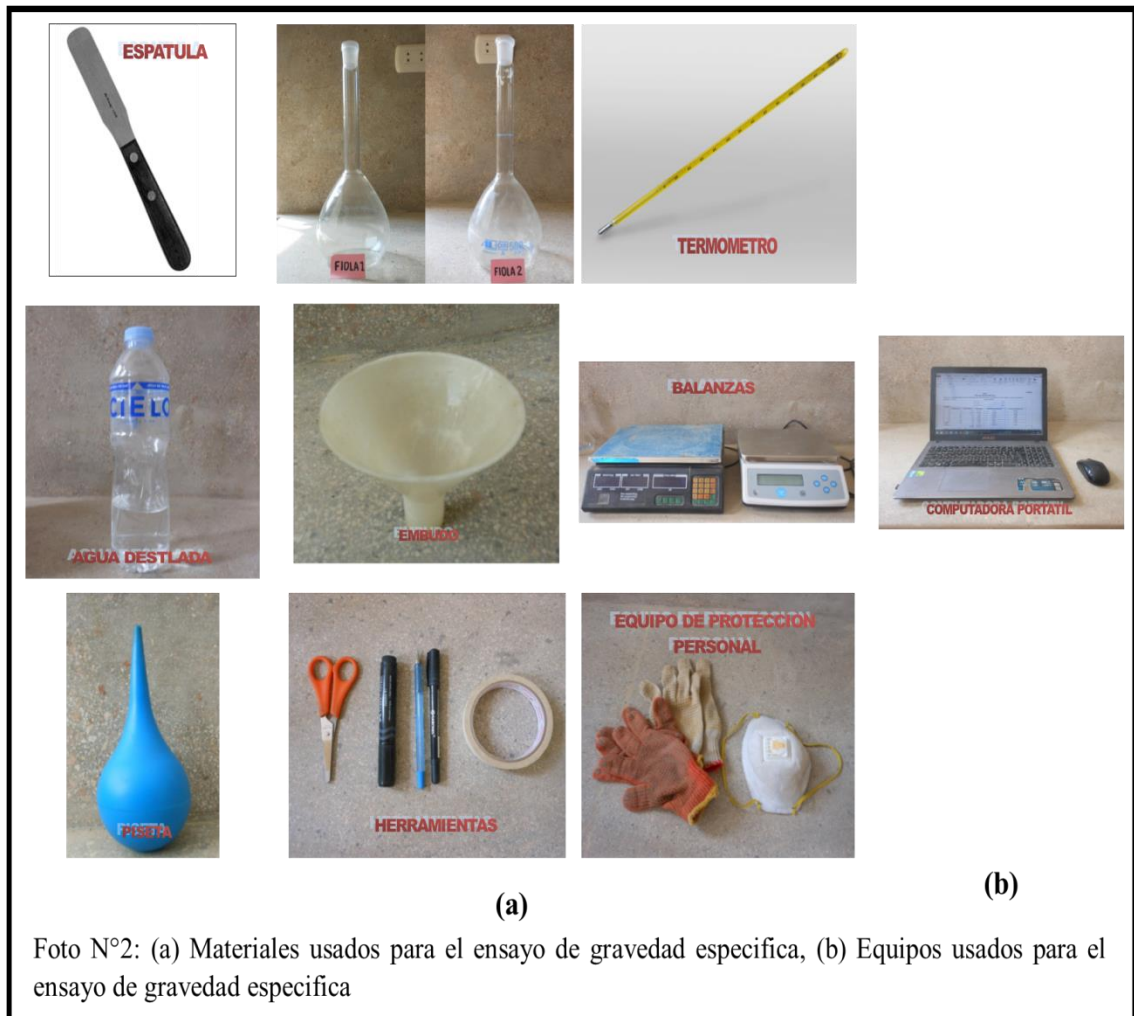 ESPATULA
FIOLA 1
FIOLA 2
TERMOMETRO
CIELO
AGUA DESTLADA
EMBUDO
BALANZAS
COMPUTADORA PORTATIL
PISETA
HERRAMIENTAS
EQUIPO DE PROTECCION
PERSONAL
(a)
(b)
Foto N°2: (a) Materiales usados para el ensayo de gravedad especifica, (b) Equipos usados para el
ensayo de gravedad especifica